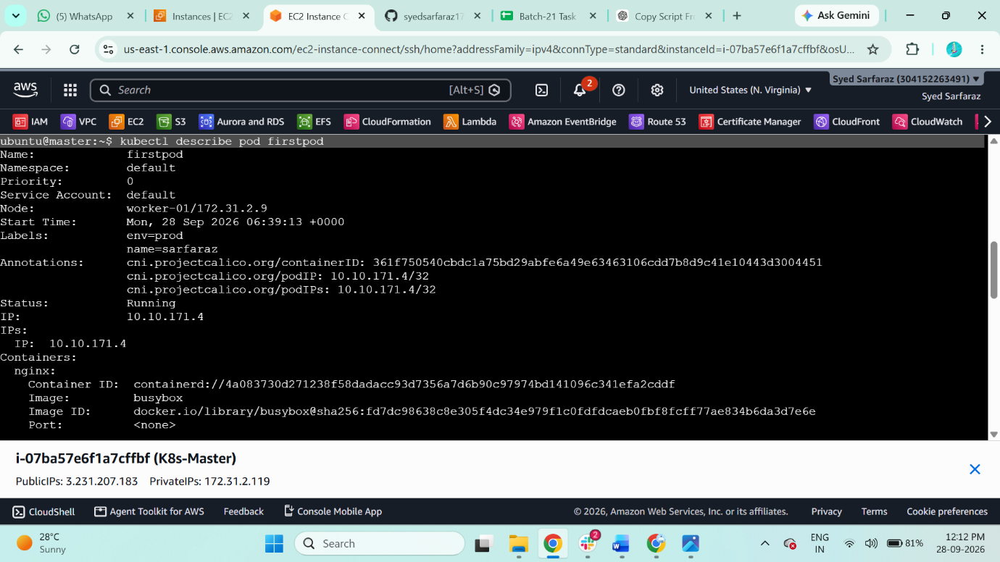 (5) WhatsApp
Instances | EC2
EC2 Instance C
syedsarfaraz17
Batch-21 Task
Copy Script Fr
Ask Gemini
us-east-1.console.aws.amazon.com/ec2-instance-connect/ssh/home?addressFamily=ipv4&connType=standard&instanceId=i-07ba57e6f1a7cffbf&osU...
aws
Search
[Alt+S]
2
United States (N. Virginia)
Syed Sarfaraz (304152263491)
Syed Sarfaraz
IAM
VPC
EC2
S3
Aurora and RDS
EFS
CloudFormation
Lambda
Amazon EventBridge
Route 53
Certificate Manager
CloudFront
CloudWatch
ubuntu@master:~$ kubectl describe pod firstpod
Name: firstpod
Namespace: default
Priority: 0
Service Account: default
Node: worker-01/172.31.2.9
Start Time: Mon, 28 Sep 2026 06:39:13 +0000
Labels: env=prod
name=sarfaraz
Annotations: cni.projectcalico.org/containerID: 361f750540cbdc1a75bd29abfe6a49e63463106cdd7b8d9c41e10443d3004451
cni.projectcalico.org/podIP: 10.10.171.4/32
cni.projectcalico.org/podIPs: 10.10.171.4/32
Status: Running
IP: 10.10.171.4
IPs:
IP: 10.10.171.4
Containers:
nginx:
Container ID: containerd://4a083730d271238f58dadacc93d7356a7d6b90c97974bd141096c341efa2cddf
Image: busybox
Image ID: docker.io/library/busybox@sha256:fd7dc98638c8e305f4dc34e979f1c0fdfdcaeb0fbf8fcff77ae834b6da3d7e6e
Port: <none>
i-07ba57e6f1a7cffbf (K8s-Master)
PublicIPs: 3.231.207.183 PrivateIPs: 172.31.2.119
CloudShell
Agent Toolkit for AWS
Feedback
Console Mobile App
© 2026, Amazon Web Services, Inc. or its affiliates.
Privacy
Terms
Cookie preferences
28°C
Sunny
Search
2
ENG
IN
81%
12:12 PM
28-09-2026